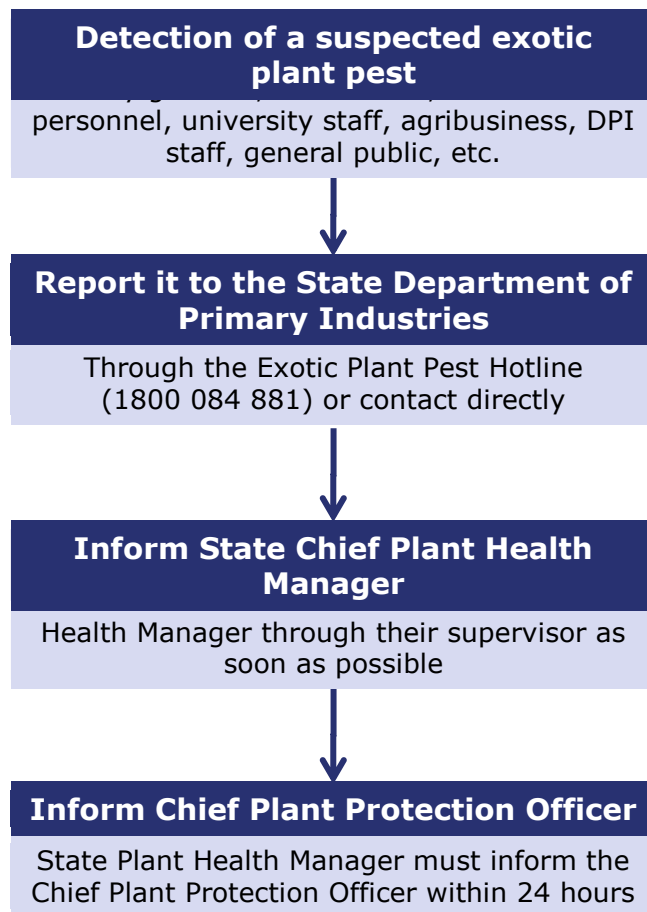 Detection of a suspected exotic
plant pest
personnel, university staff, agribusiness, DPI
staff, general public, etc.
Report it to the State Department of
Primary Industries
Through the Exotic Plant Pest Hotline
(1800 084 881) or contact directly
Inform State Chief Plant Health
Manager
Health Manager through their supervisor as
soon as possible
Inform Chief Plant Protection Officer
State Plant Health Manager must inform the
Chief Plant Protection Officer within 24 hours